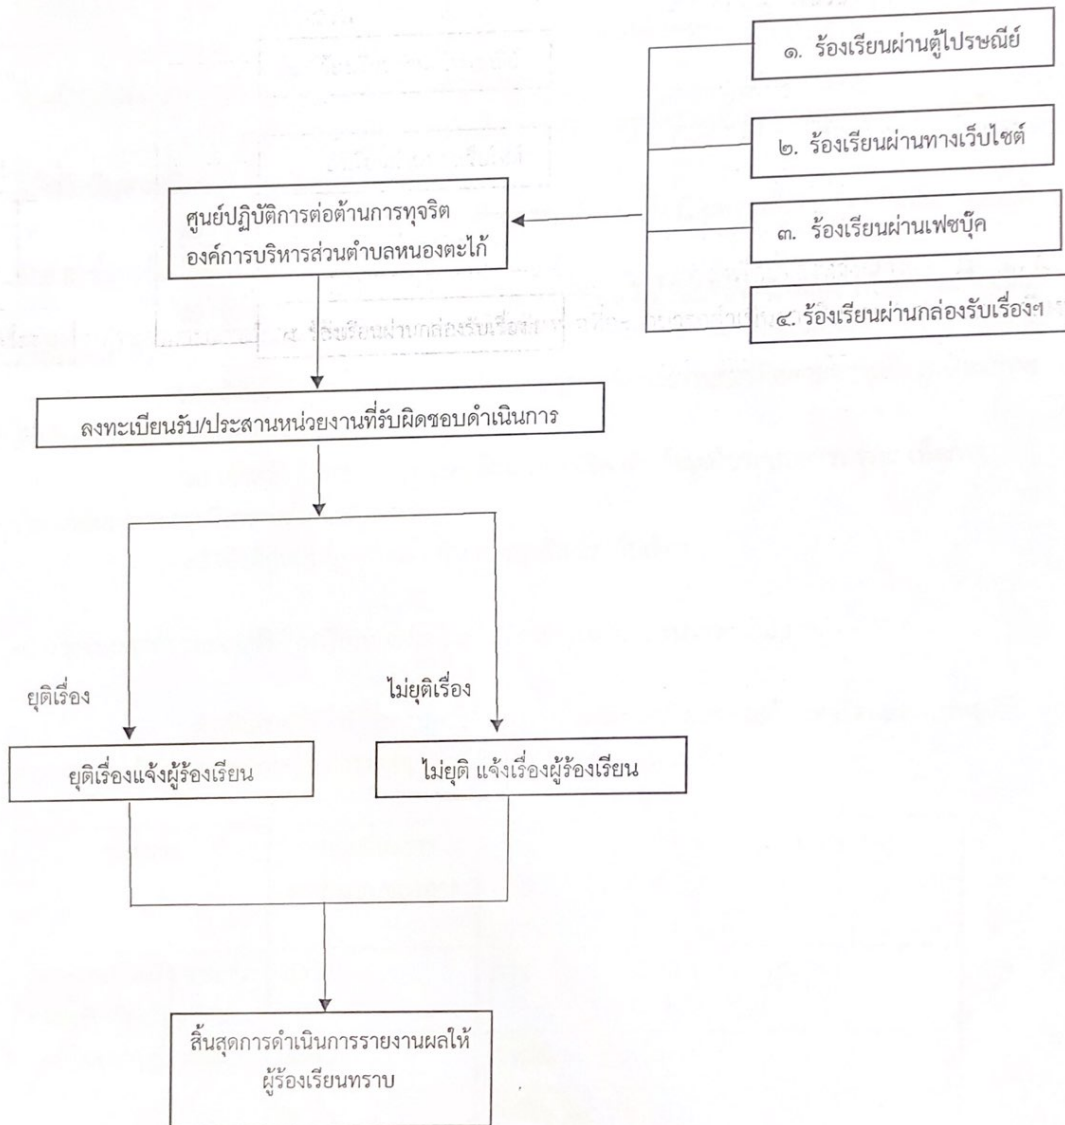 ๑. ร้องเรียนผ่านตู้ไปรษณีย์
๒. ร้องเรียนผ่านทางเว็บไซต์
๓. ร้องเรียนผ่านเฟซบุ๊ค
๔. ร้องเรียนผ่านกล่องรับเรื่องฯ
ศูนย์ปฏิบัติการต่อต้านการทุจริต
องค์การบริหารส่วนตำบลหนองตะไก้
ลงทะเบียนรับ/ประสานหน่วยงานที่รับผิดชอบดำเนินการ
ยุติเรื่อง
ไม่ยุติเรื่อง
ยุติเรื่องแจ้งผู้ร้องเรียน
ไม่ยุติ แจ้งเรื่องผู้ร้องเรียน
สิ้นสุดการดำเนินการรายงานผลให้
ผู้ร้องเรียนทราบ